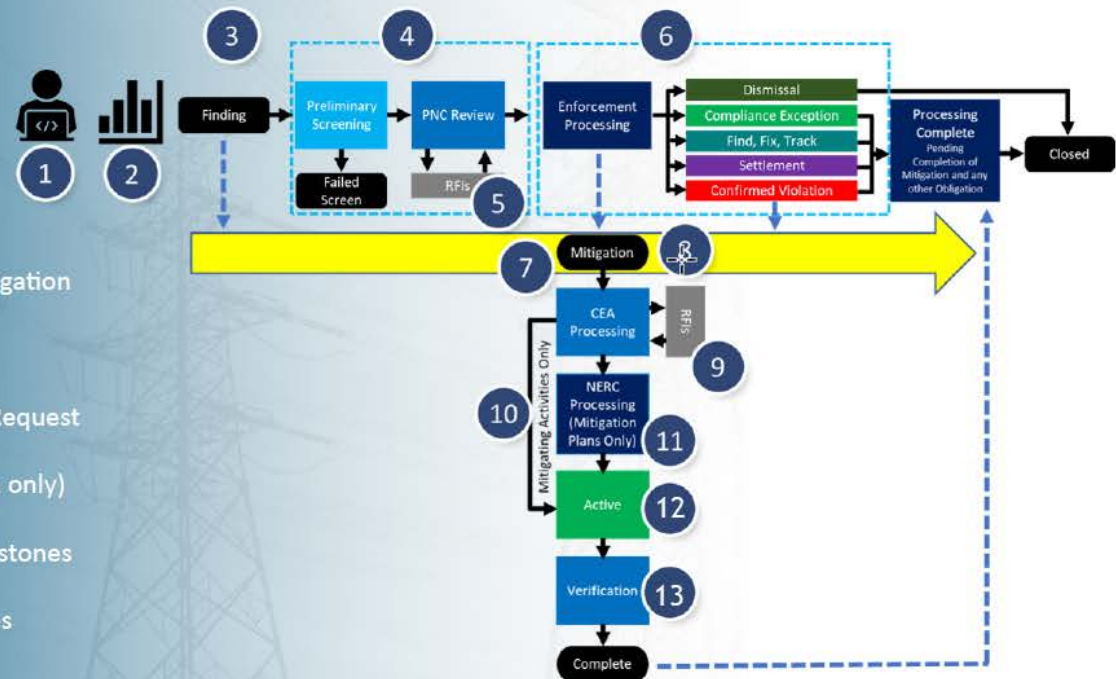 3
4
6
</>
1
2
Finding
Preliminary
Screening
PNC Review
Failed
Screen
RFIs
5
Enforcement
Processing
Dismissal
Compliance Exception
Find, Fix, Track
Settlement
Confirmed Violation
Processing
Complete
Pending
Completion of
Mitigation and any
other Obligation
Closed
7
Mitigation
8
gation
CEA
Processing
RFIs
9
Mitigating Activities Only
10
NERC
Processing
(Mitigation
Plans Only)
11
Request
only)
Active
12
stones
Verification
13
s
Complete